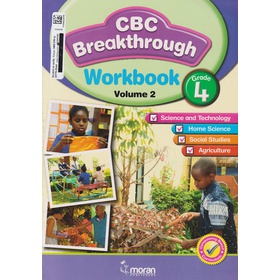 CBC
Breakthrough
Workbook
Volume 2
Grade
4
Science and Technology
Home Science
Social Studies
Agriculture
moran